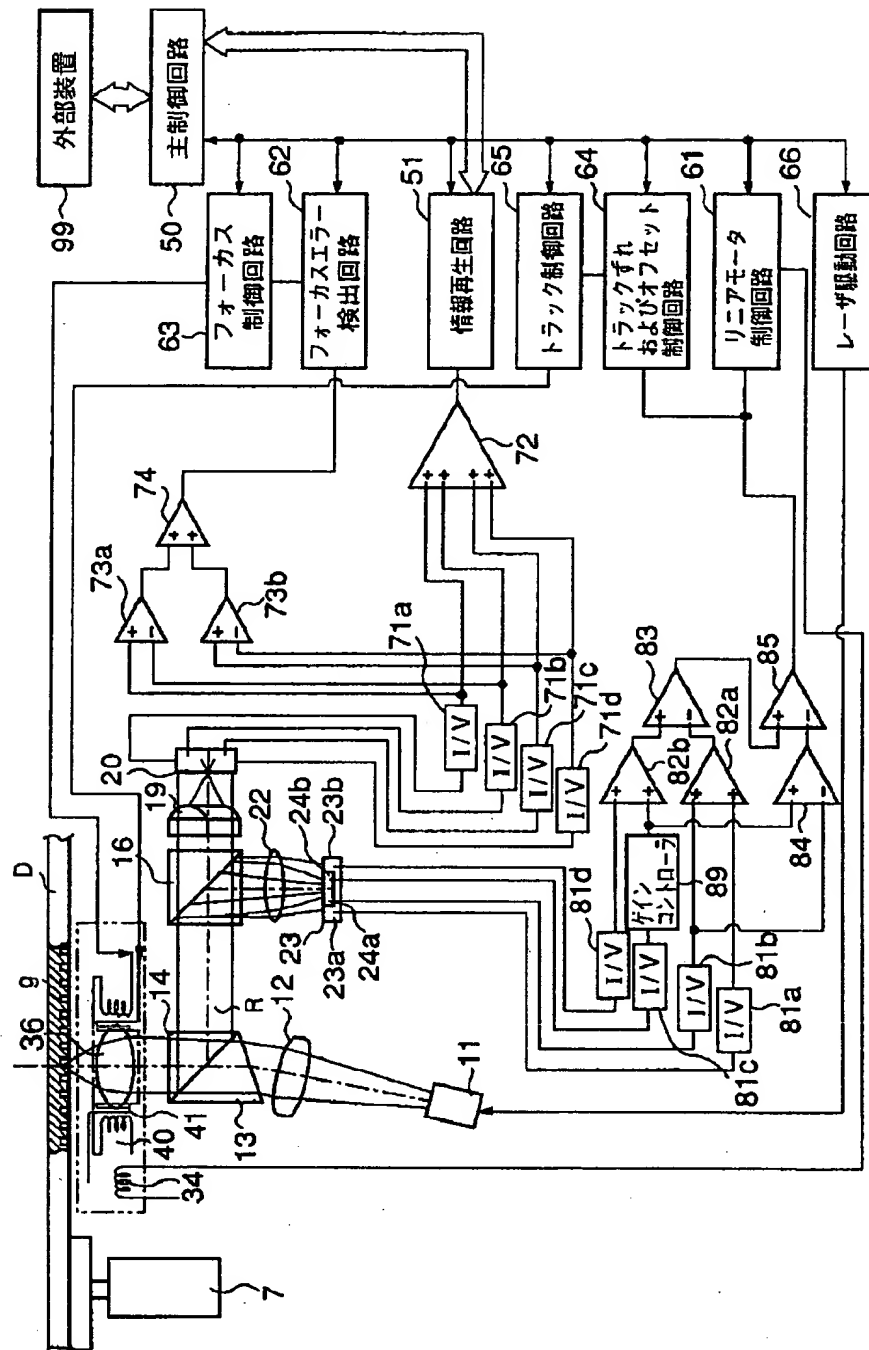 外部装置
99
主制御回路
50
フォーカス
制御回路
63
62
フォーカスエラー
検出回路
51
情報再生回路
65
トラック制御回路
64
トラックずれ
およびオフセット
制御回路
61
リニアモータ
制御回路
66
レーザ駆動回路
74
73a
73b
72
71a
I/V
I/V
71b
I/V
71c
I/V
71d
83
85
82b
82a
84
ゲイン
コントローラ
89
81d
I/V
I/V
81c
I/V
81b
I/V
81a
20
19
16
22
24b
23b
23
23a
24a
D
9
36
14
R
12
13
11
41
40
34
7